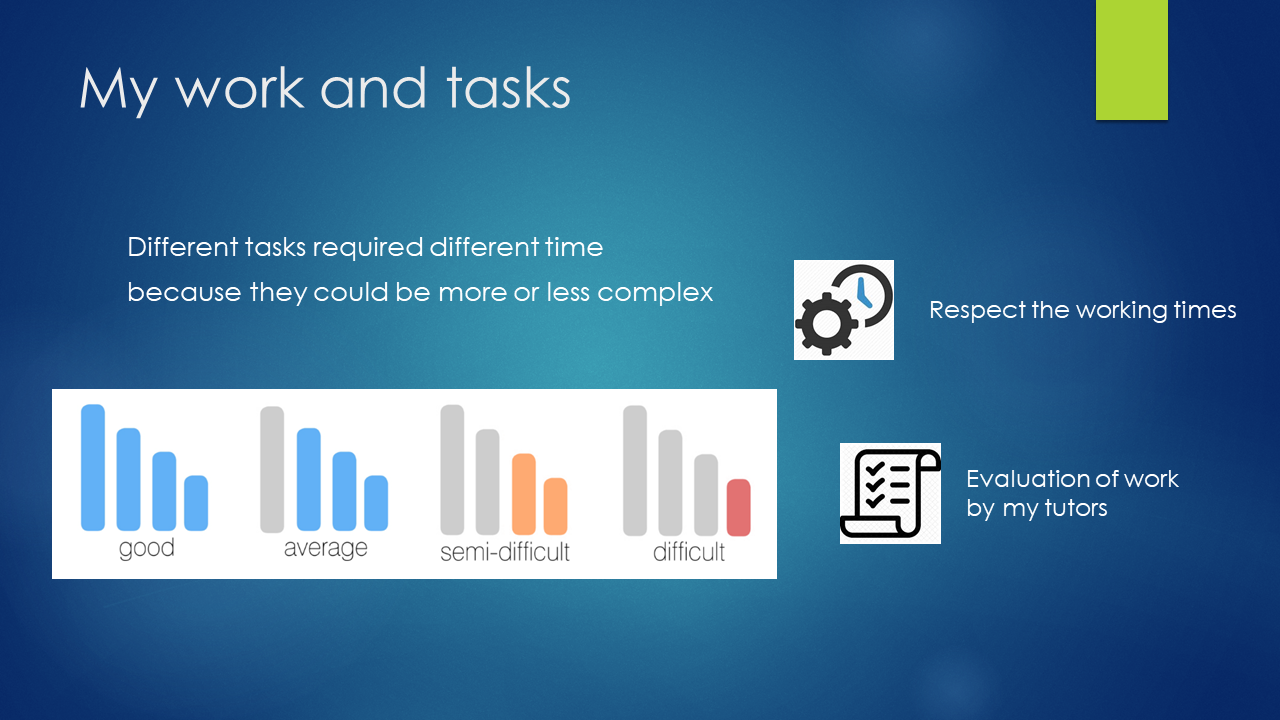 My work and tasks
Different tasks required different time
because they could be more or less complex
Respect the working times
good
average
semi-difficult
difficult
Evaluation of work
by my tutors